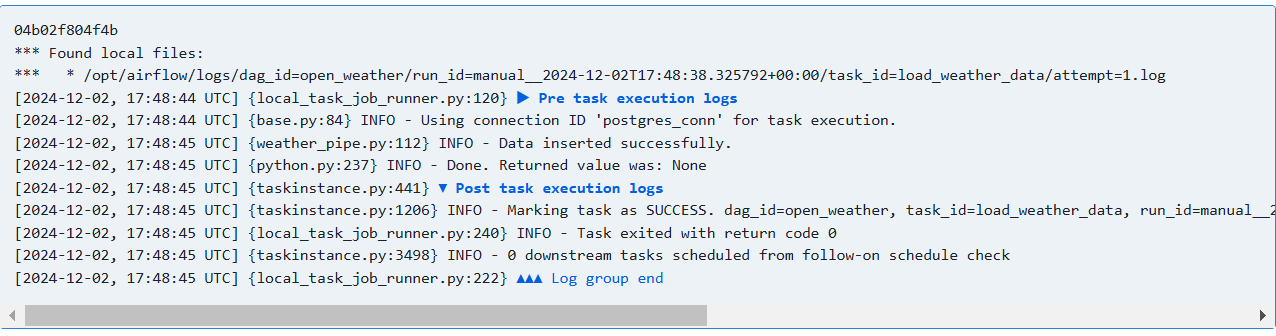 04b02f804f4b
*** Found local files:
***   * /opt/airflow/logs/dag_id=open_weather/run_id=manual__2024-12-02T17:48:38.325792+00:00/task_id=load_weather_data/attempt=1.log
[2024-12-02, 17:48:44 UTC] {local_task_job_runner.py:120} ▶ Pre task execution logs
[2024-12-02, 17:48:44 UTC] {base.py:84} INFO - Using connection ID 'postgres_conn' for task execution.
[2024-12-02, 17:48:45 UTC] {weather_pipe.py:112} INFO - Data inserted successfully.
[2024-12-02, 17:48:45 UTC] {python.py:237} INFO - Done. Returned value was: None
[2024-12-02, 17:48:45 UTC] {taskinstance.py:441} ▼ Post task execution logs
[2024-12-02, 17:48:45 UTC] {taskinstance.py:1206} INFO - Marking task as SUCCESS. dag_id=open_weather, task_id=load_weather_data, run_id=manual__2
[2024-12-02, 17:48:45 UTC] {local_task_job_runner.py:240} INFO - Task exited with return code 0
[2024-12-02, 17:48:45 UTC] {taskinstance.py:3498} INFO - 0 downstream tasks scheduled from follow-on schedule check
[2024-12-02, 17:48:45 UTC] {local_task_job_runner.py:222} ▲▲▲ Log group end